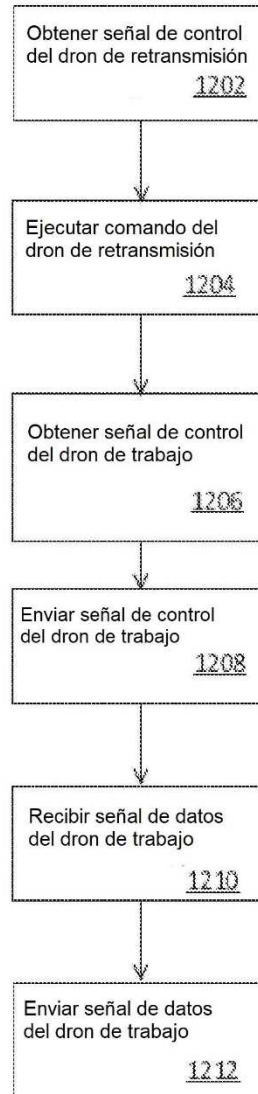 Obtener señal de control
del dron de retransmisión
1202
Ejecutar comando del
dron de retransmisión
1204
Obtener señal de control
del dron de trabajo
1206
Enviar señal de control
del dron de trabajo
1208
Recibir señal de datos
del dron de trabajo
1210
Enviar señal de datos
del dron de trabajo
1212